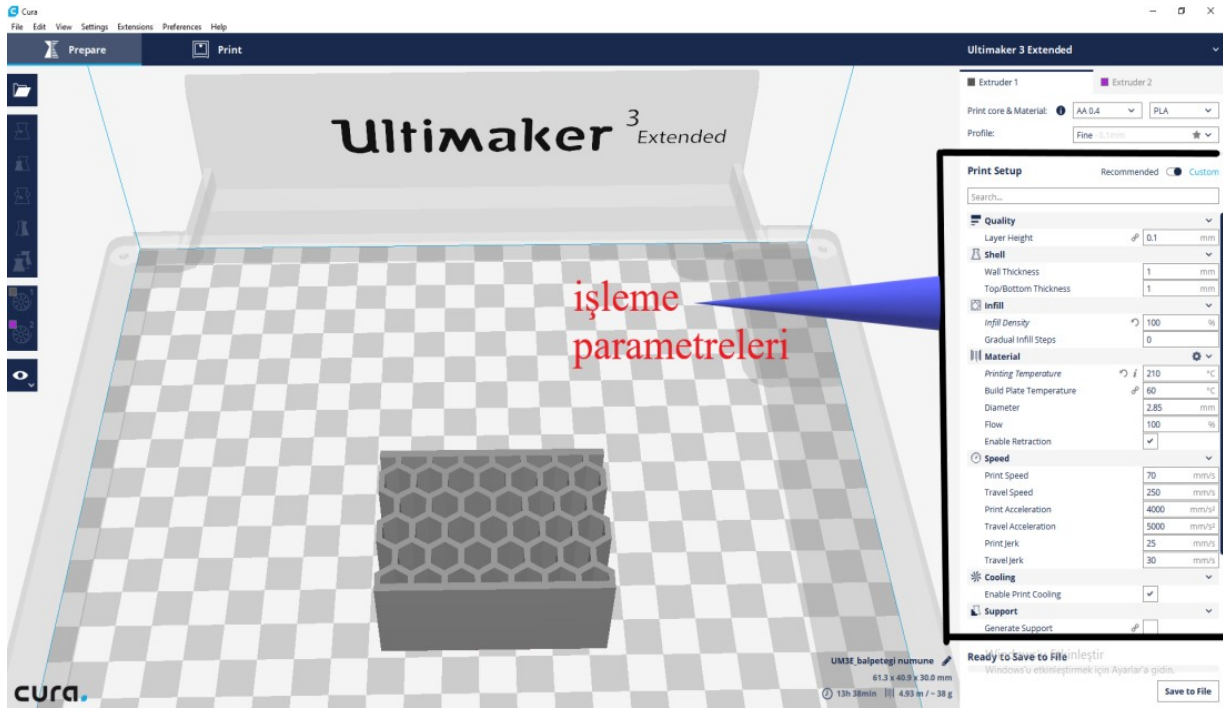 Cura
File Edit View Settings Extensions Preferences Help
Prepare
Print
Ultimaker 3 Extended
Extruder 1
Extruder 2
Print core & Material:
AA 0.4
PLA
Profile:
Fine - 0.1mm
Print Setup
Recommended
Custom
Search...
Quality
Layer Height 0.1 mm
Shell
Wall Thickness 1 mm
Top/Bottom Thickness 1 mm
Infill
Infill Density 100 %
Gradual Infill Steps 0
Material
Printing Temperature 210 °C
Build Plate Temperature 60 °C
Diameter 2.85 mm
Flow 100 %
Enable Retraction
Speed
Print Speed 70 mm/s
Travel Speed 250 mm/s
Print Acceleration 4000 mm/s²
Travel Acceleration 5000 mm/s²
Print Jerk 25 mm/s
Travel Jerk 30 mm/s
Cooling
Enable Print Cooling
Support
Generate Support
Ready to Save to File
Windows'u Etkinleştir
Windows'u etkinleştirmek için Ayarlar'a gidin.
Save to File
Ultimaker 3 Extended
işleme
parametreleri
UM3E_balpetegi numune
61.3 x 40.9 x 30.0 mm
13h 38min 4.93 m / ~ 38 g
cura.
1
2